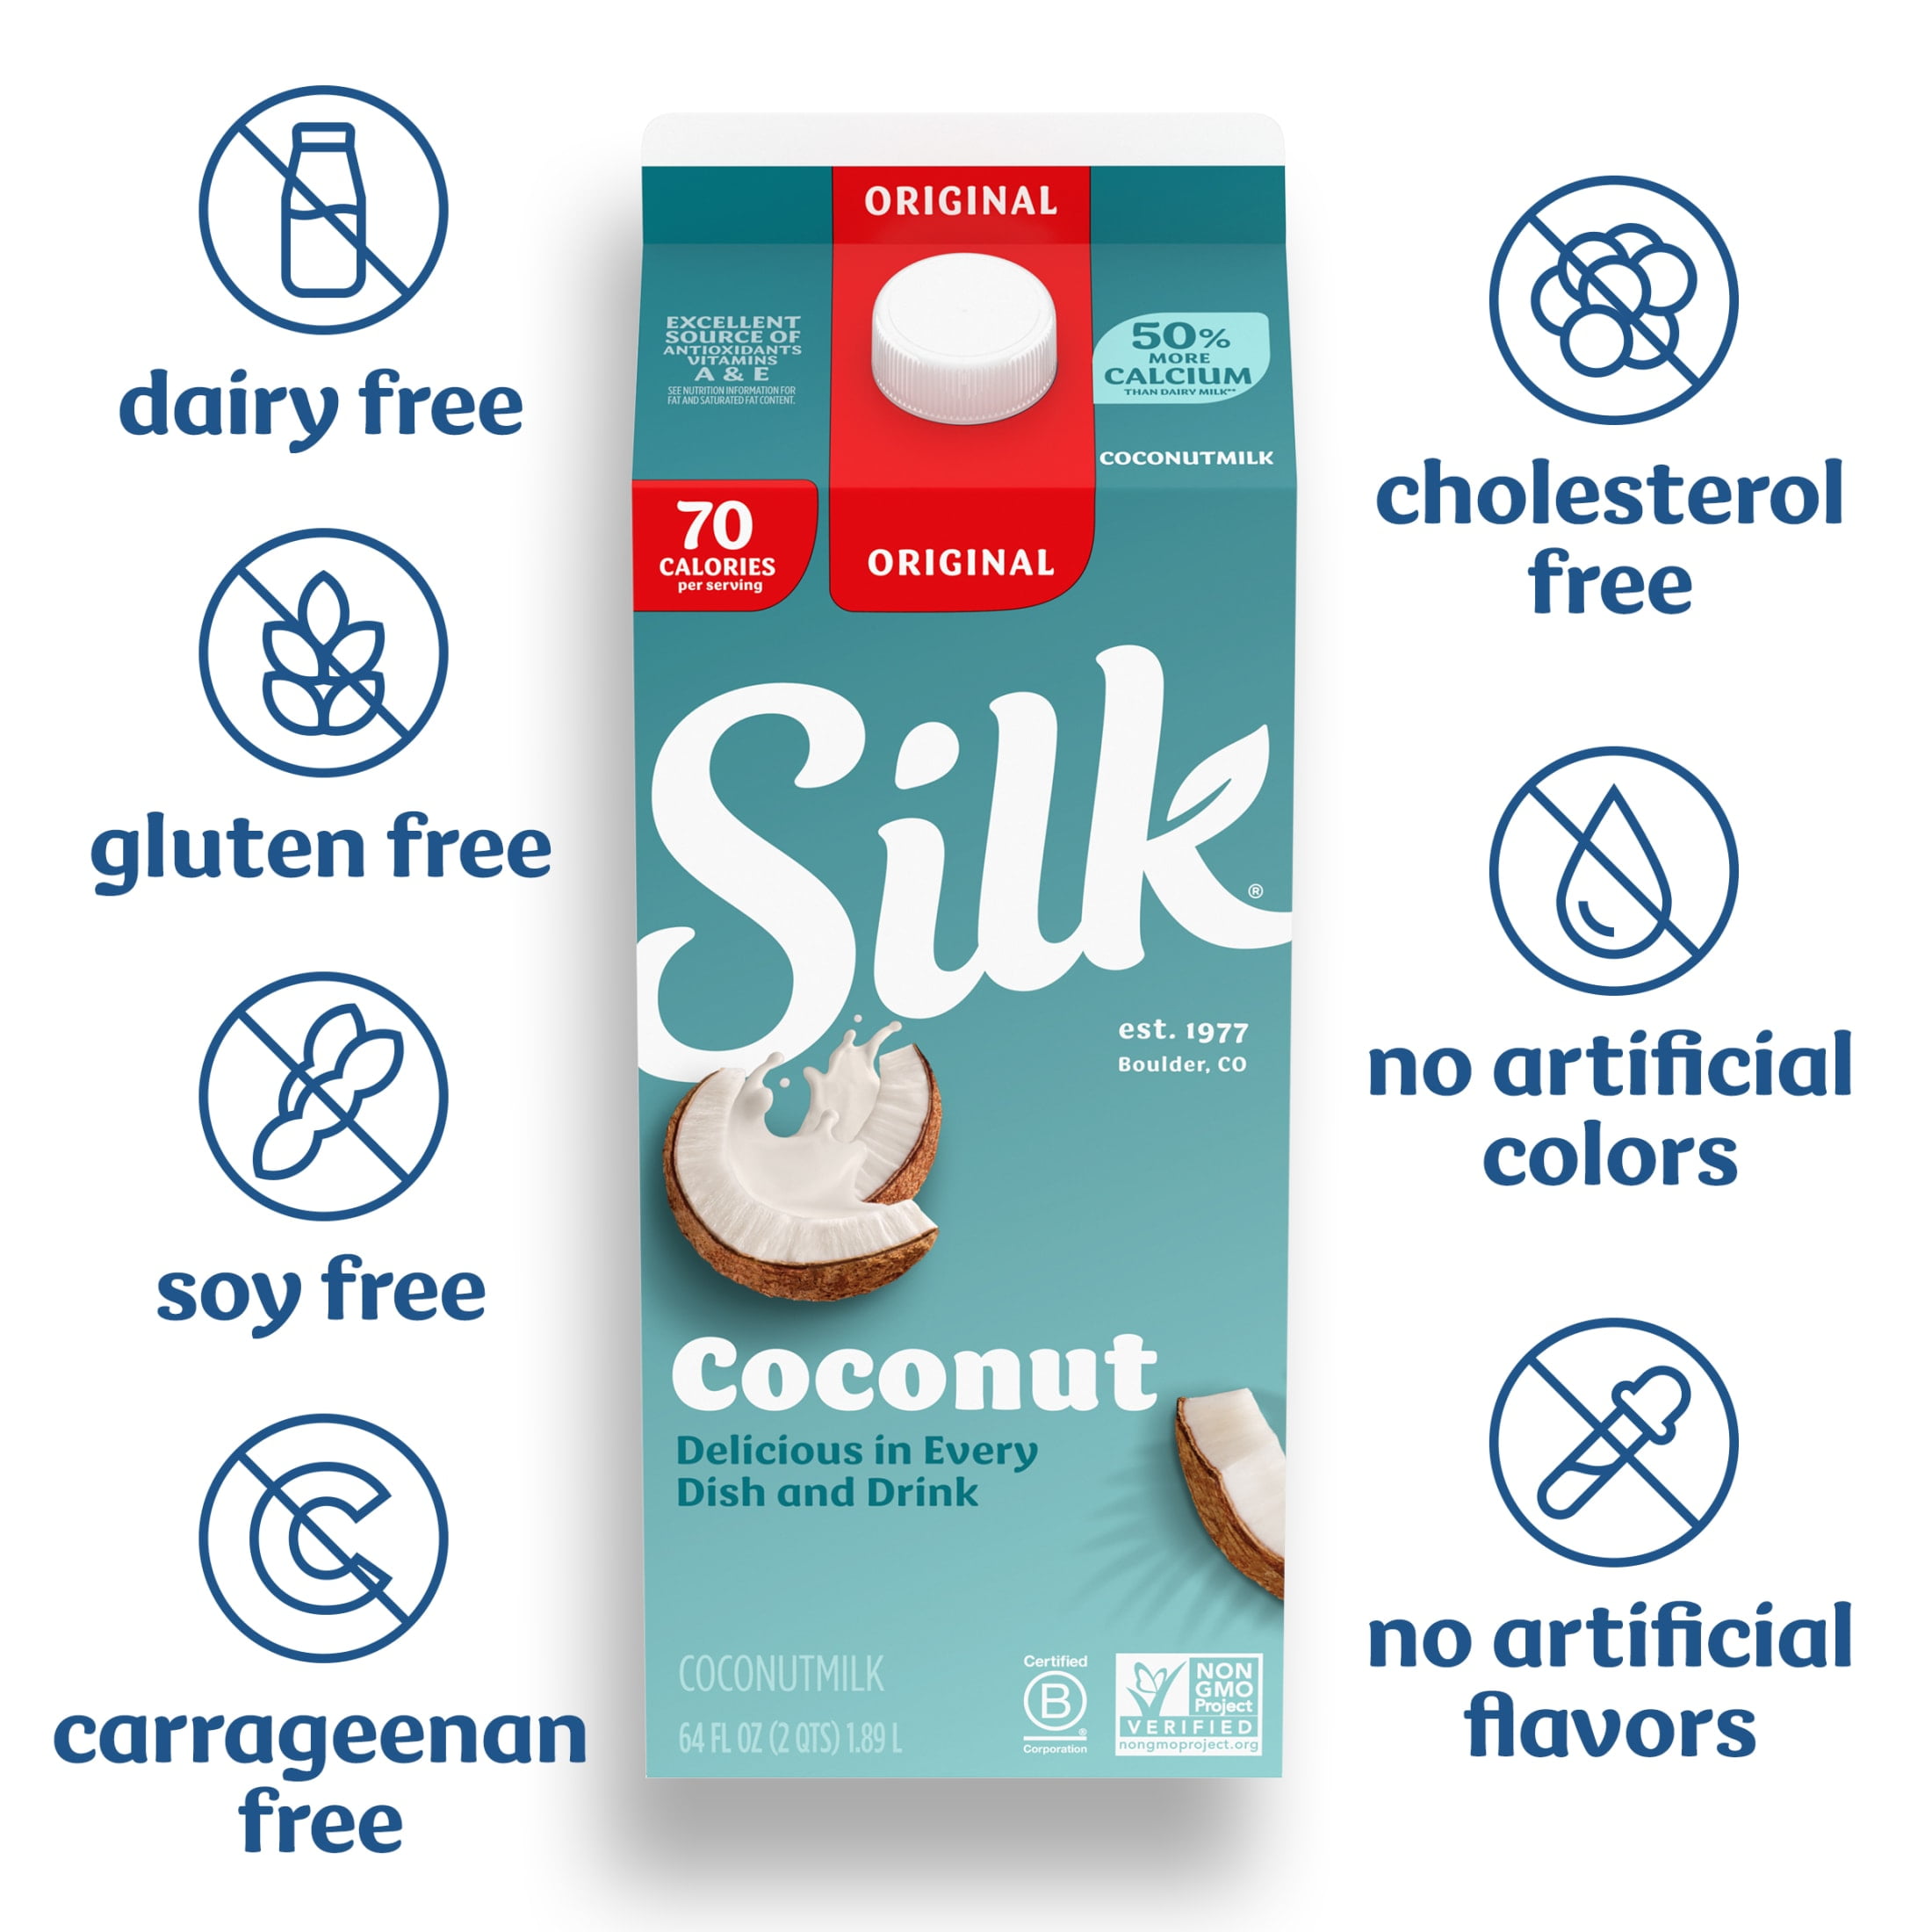 dairy free
gluten free
soy free
carrageenan
free
ORIGINAL
EXCELLENT
SOURCE OF
ANTIOXIDANTS
VITAMINS
A & E
SEE NUTRITION INFORMATION FOR
FAT AND SATURATED FAT CONTENT.
50%
MORE
CALCIUM
THAN DAIRY MILK**
COCONUTMILK
70
CALORIES
per serving
ORIGINAL
Silk®
est. 1977
Boulder, CO
Coconut
Delicious in Every
Dish and Drink
COCONUTMILK
64 FL OZ (2 QTS) 1.89 L
Certified
B
®
Corporation
NON
GMO
Project
VERIFIED
nongmoproject.org
cholesterol
free
no artificial
colors
no artificial
flavors